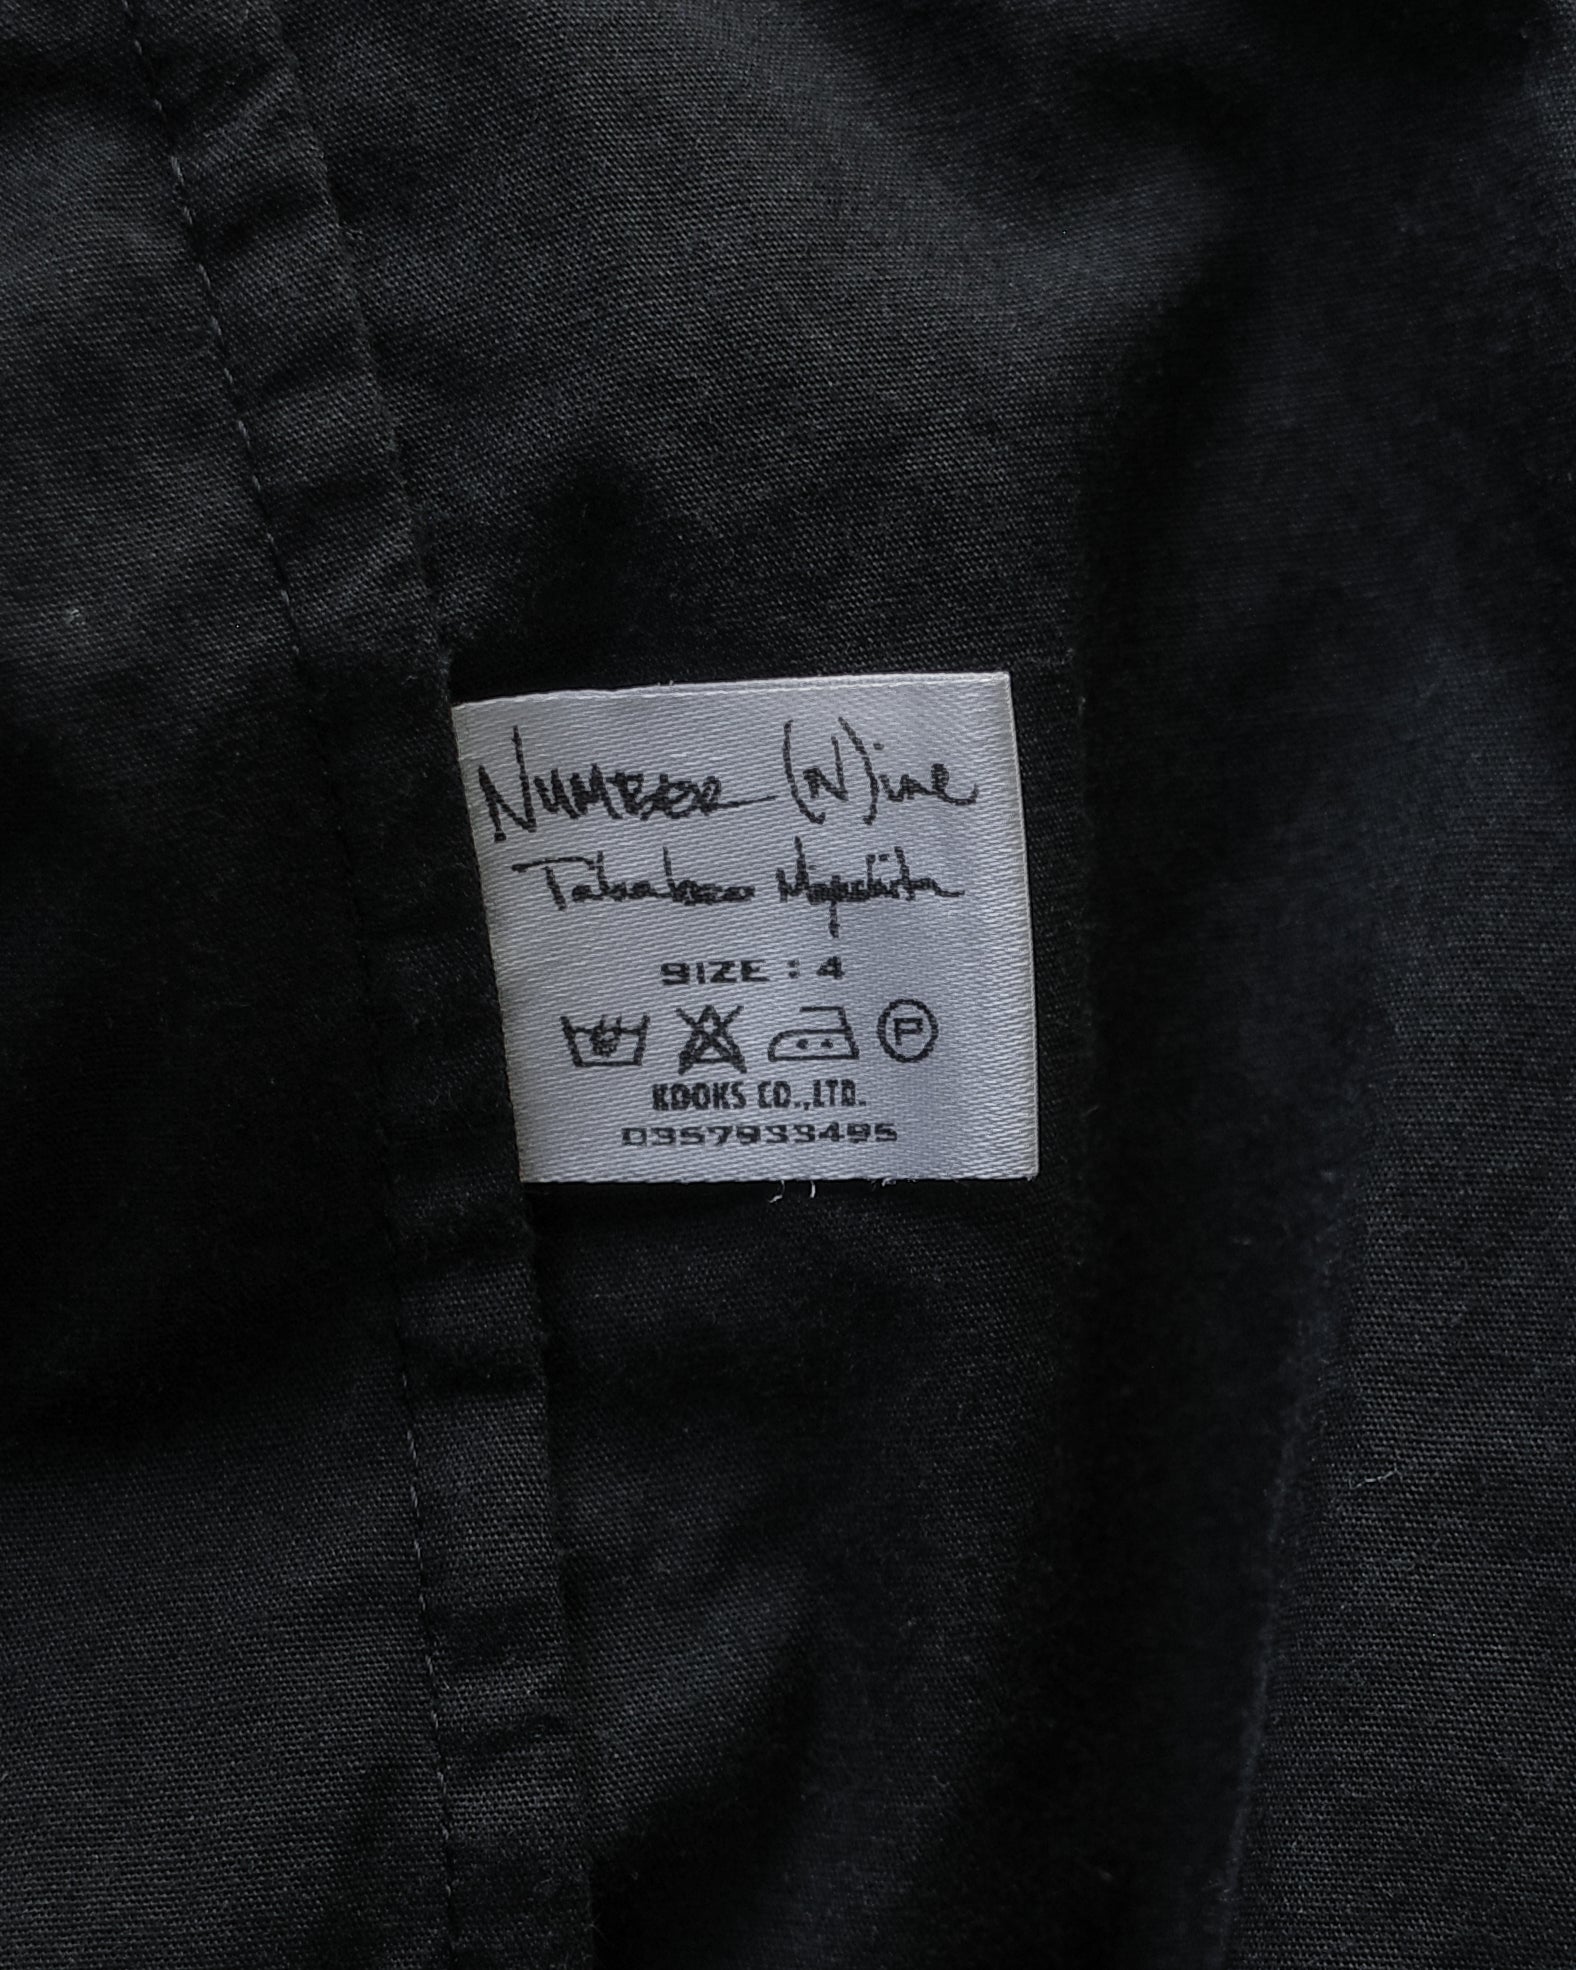 NUMBER (N)ine
Takahiro Miyashita
SIZE : 4
P
KOOKS CO.,LTD.
0357933495